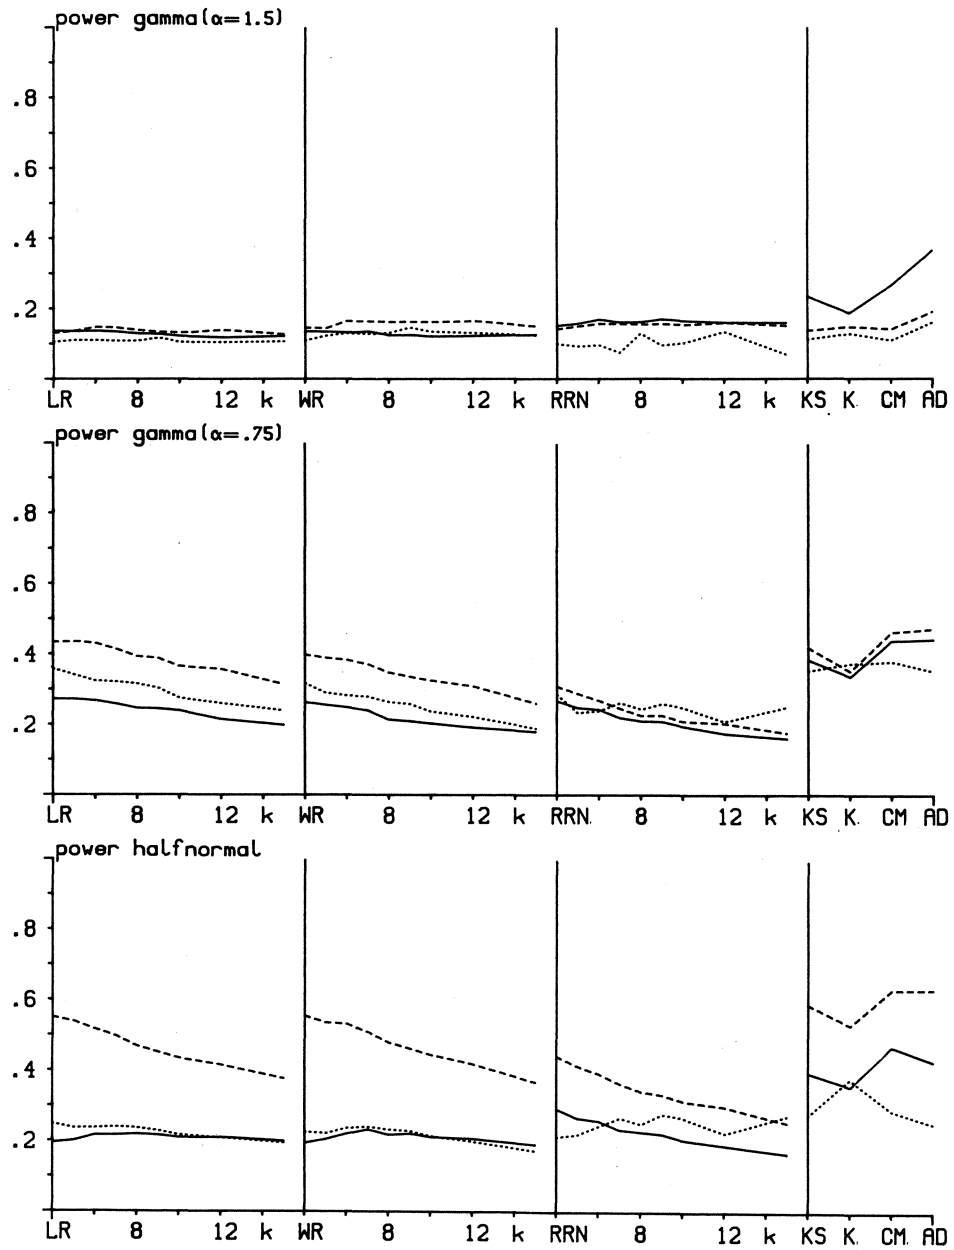 power gamma(α=1.5)
.8
.6
.4
.2
LR 8 12 k WR 8 12 k RRN 8 12 k KS K CM AD
power gamma(α=.75)
.8
.6
.4
.2
LR 8 12 k WR 8 12 k RRN 8 12 k KS K CM AD
power halfnormal
.8
.6
.4
.2
LR 8 12 k WR 8 12 k RRN 8 12 k KS K CM AD